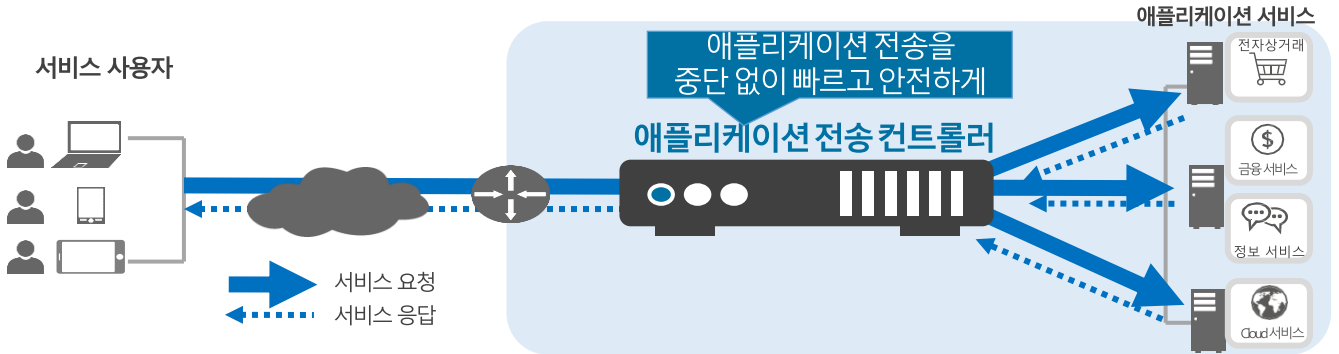 애플리케이션 서비스
서비스 사용자
애플리케이션 전송을
중단 없이 빠르고 안전하게
애플리케이션 전송 컨트롤러
전자상거래
$
금융 서비스
정보 서비스
Cloud 서비스
서비스 요청
서비스 응답